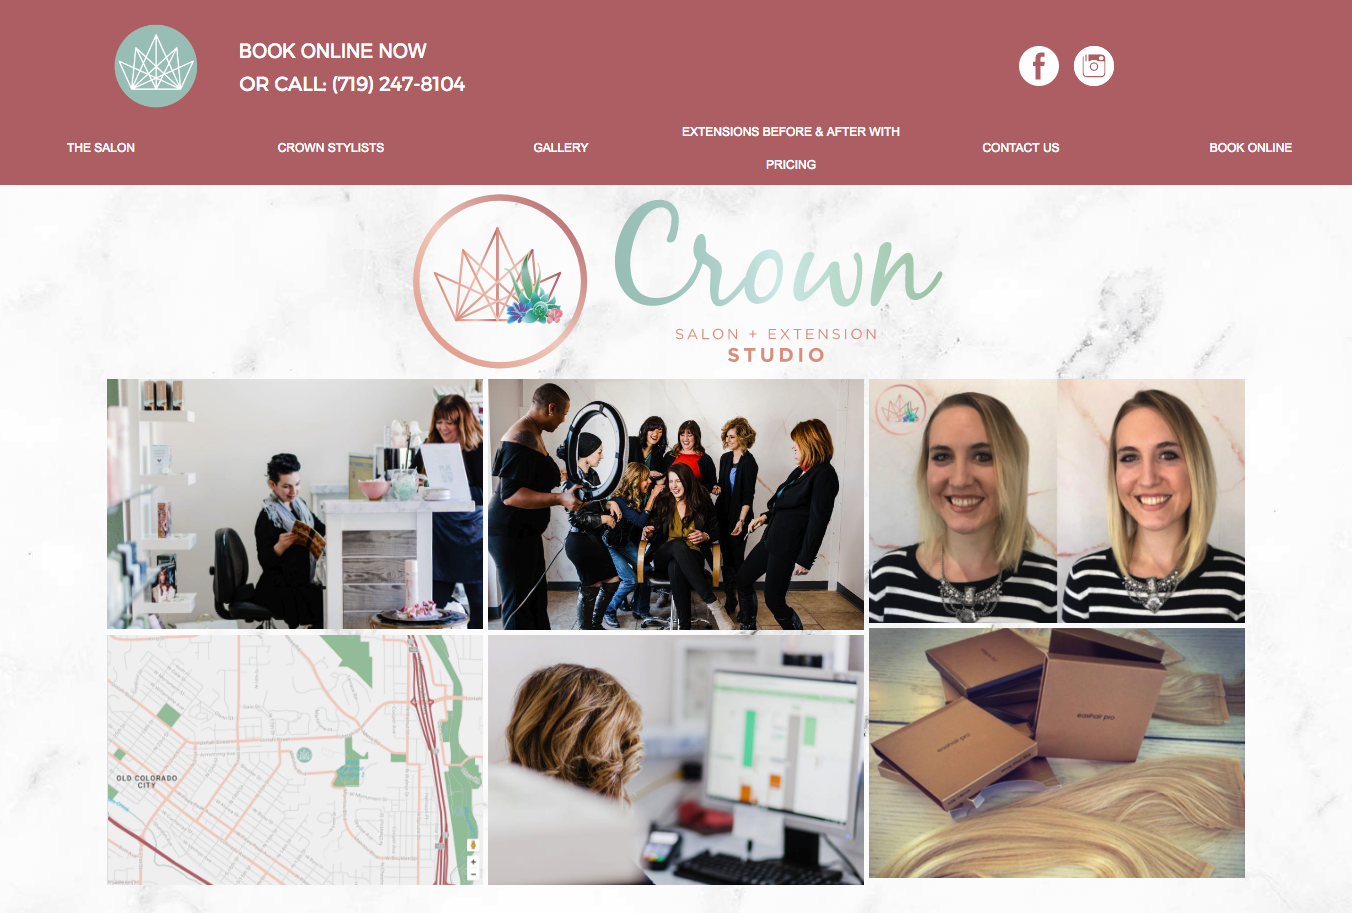 BOOK ONLINE NOW
OR CALL: (719) 247-8104
THE SALON
CROWN STYLISTS
GALLERY
EXTENSIONS BEFORE & AFTER WITH
PRICING
CONTACT US
BOOK ONLINE
Crown
SALON + EXTENSION
STUDIO
OLD COLORADO
CITY